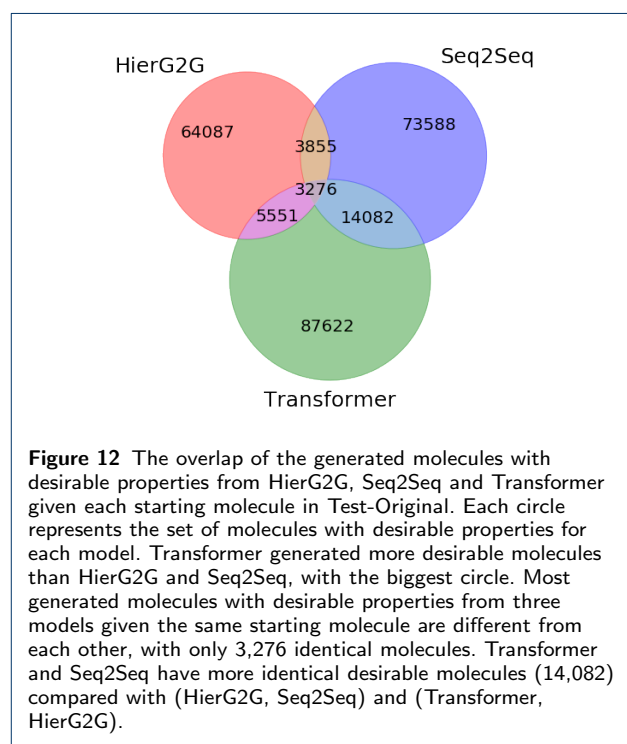 HierG2G
Seq2Seq
64087
73588
3855
3276
5551
14082
87622
Transformer
Figure 12 The overlap of the generated molecules with
desirable properties from HierG2G, Seq2Seq and Transformer
given each starting molecule in Test-Original. Each circle
represents the set of molecules with desirable properties for
each model. Transformer generated more desirable molecules
than HierG2G and Seq2Seq, with the biggest circle. Most
generated molecules with desirable properties from three
models given the same starting molecule are different from
each other, with only 3,276 identical molecules. Transformer
and Seq2Seq have more identical desirable molecules (14,082)
compared with (HierG2G, Seq2Seq) and (Transformer,
HierG2G).